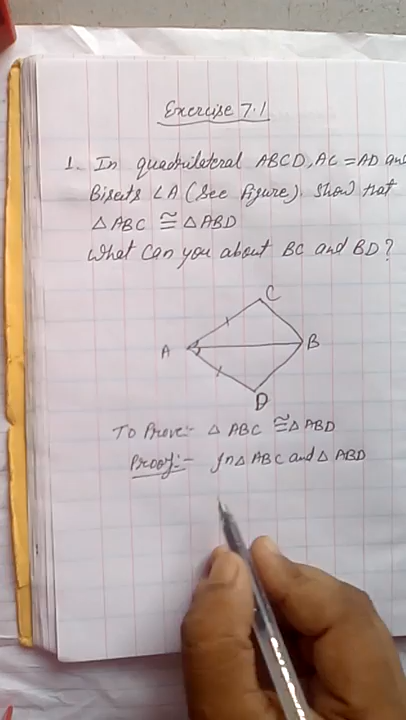 Exercise 7.1
1. In quadrilateral ABCD, AC = AD and
Bisects ∠A (See figure). Show that
△ ABC ≅ △ ABD
What Can you about BC and BD?
C
A
B
D
To Prove:- △ ABC ≅ △ ABD
Proof:- In △ ABC and △ ABD